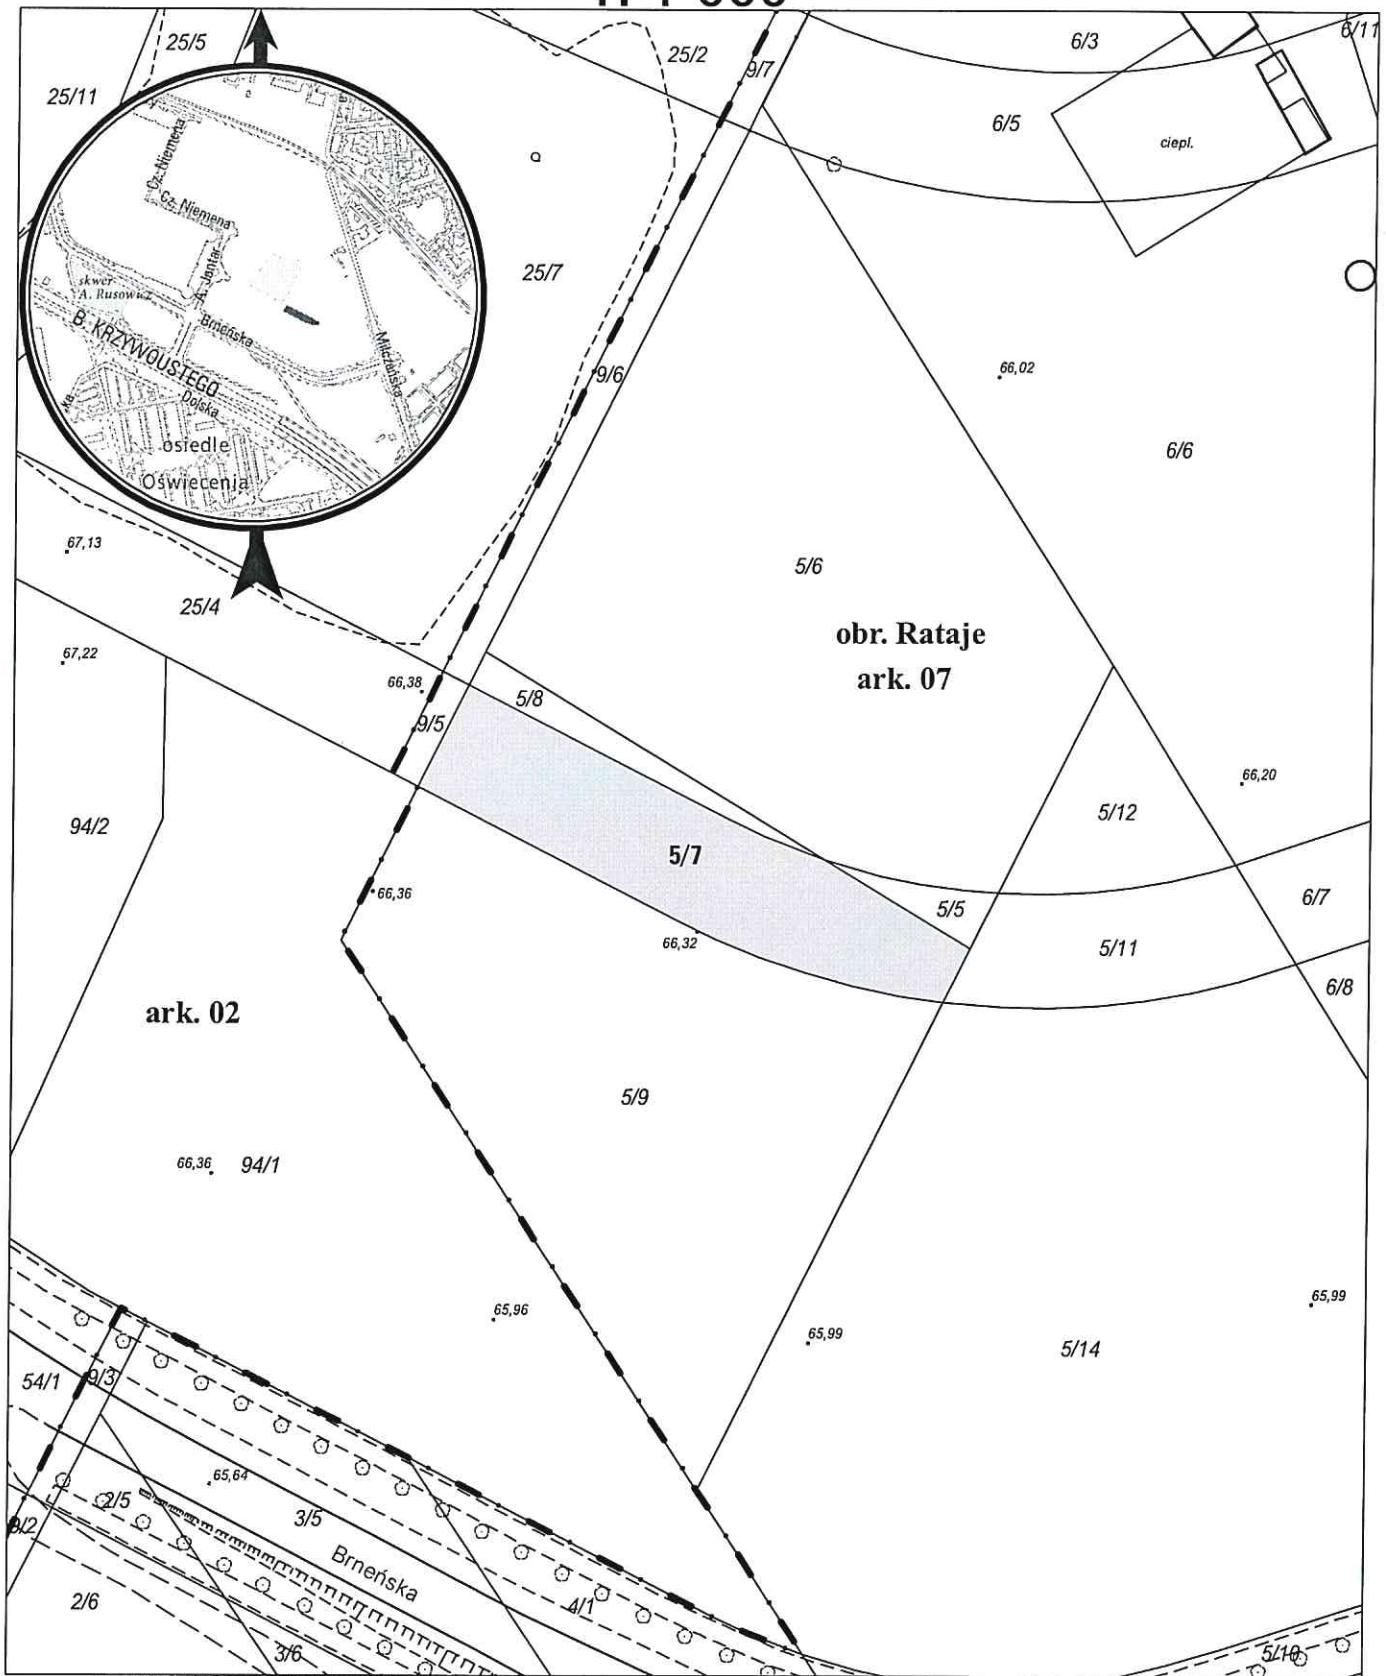 25/5
25/2
9/7
6/3
6/11
25/11
6/5
ciepl.
Cz. Niemena
Cz. Niemena
A. Jantar
skwer
A. Rusowicz
Brneńska
B. KRZYWOUSTEGO
Milczańska
Dolska
ka
osiedle
Oświecenia
25/7
9/6
66,02
6/6
67,13
25/4
5/6
obr. Rataje
ark. 07
67,22
66,38
5/8
9/5
66,20
94/2
5/12
5/7
66,36
5/5
6/7
66,32
5/11
6/8
ark. 02
5/9
66,36
94/1
65,96
65,99
65,99
5/14
54/1
9/3
65,64
2/5
3/5
9/2
Brneńska
2/6
4/1
3/6
5/10